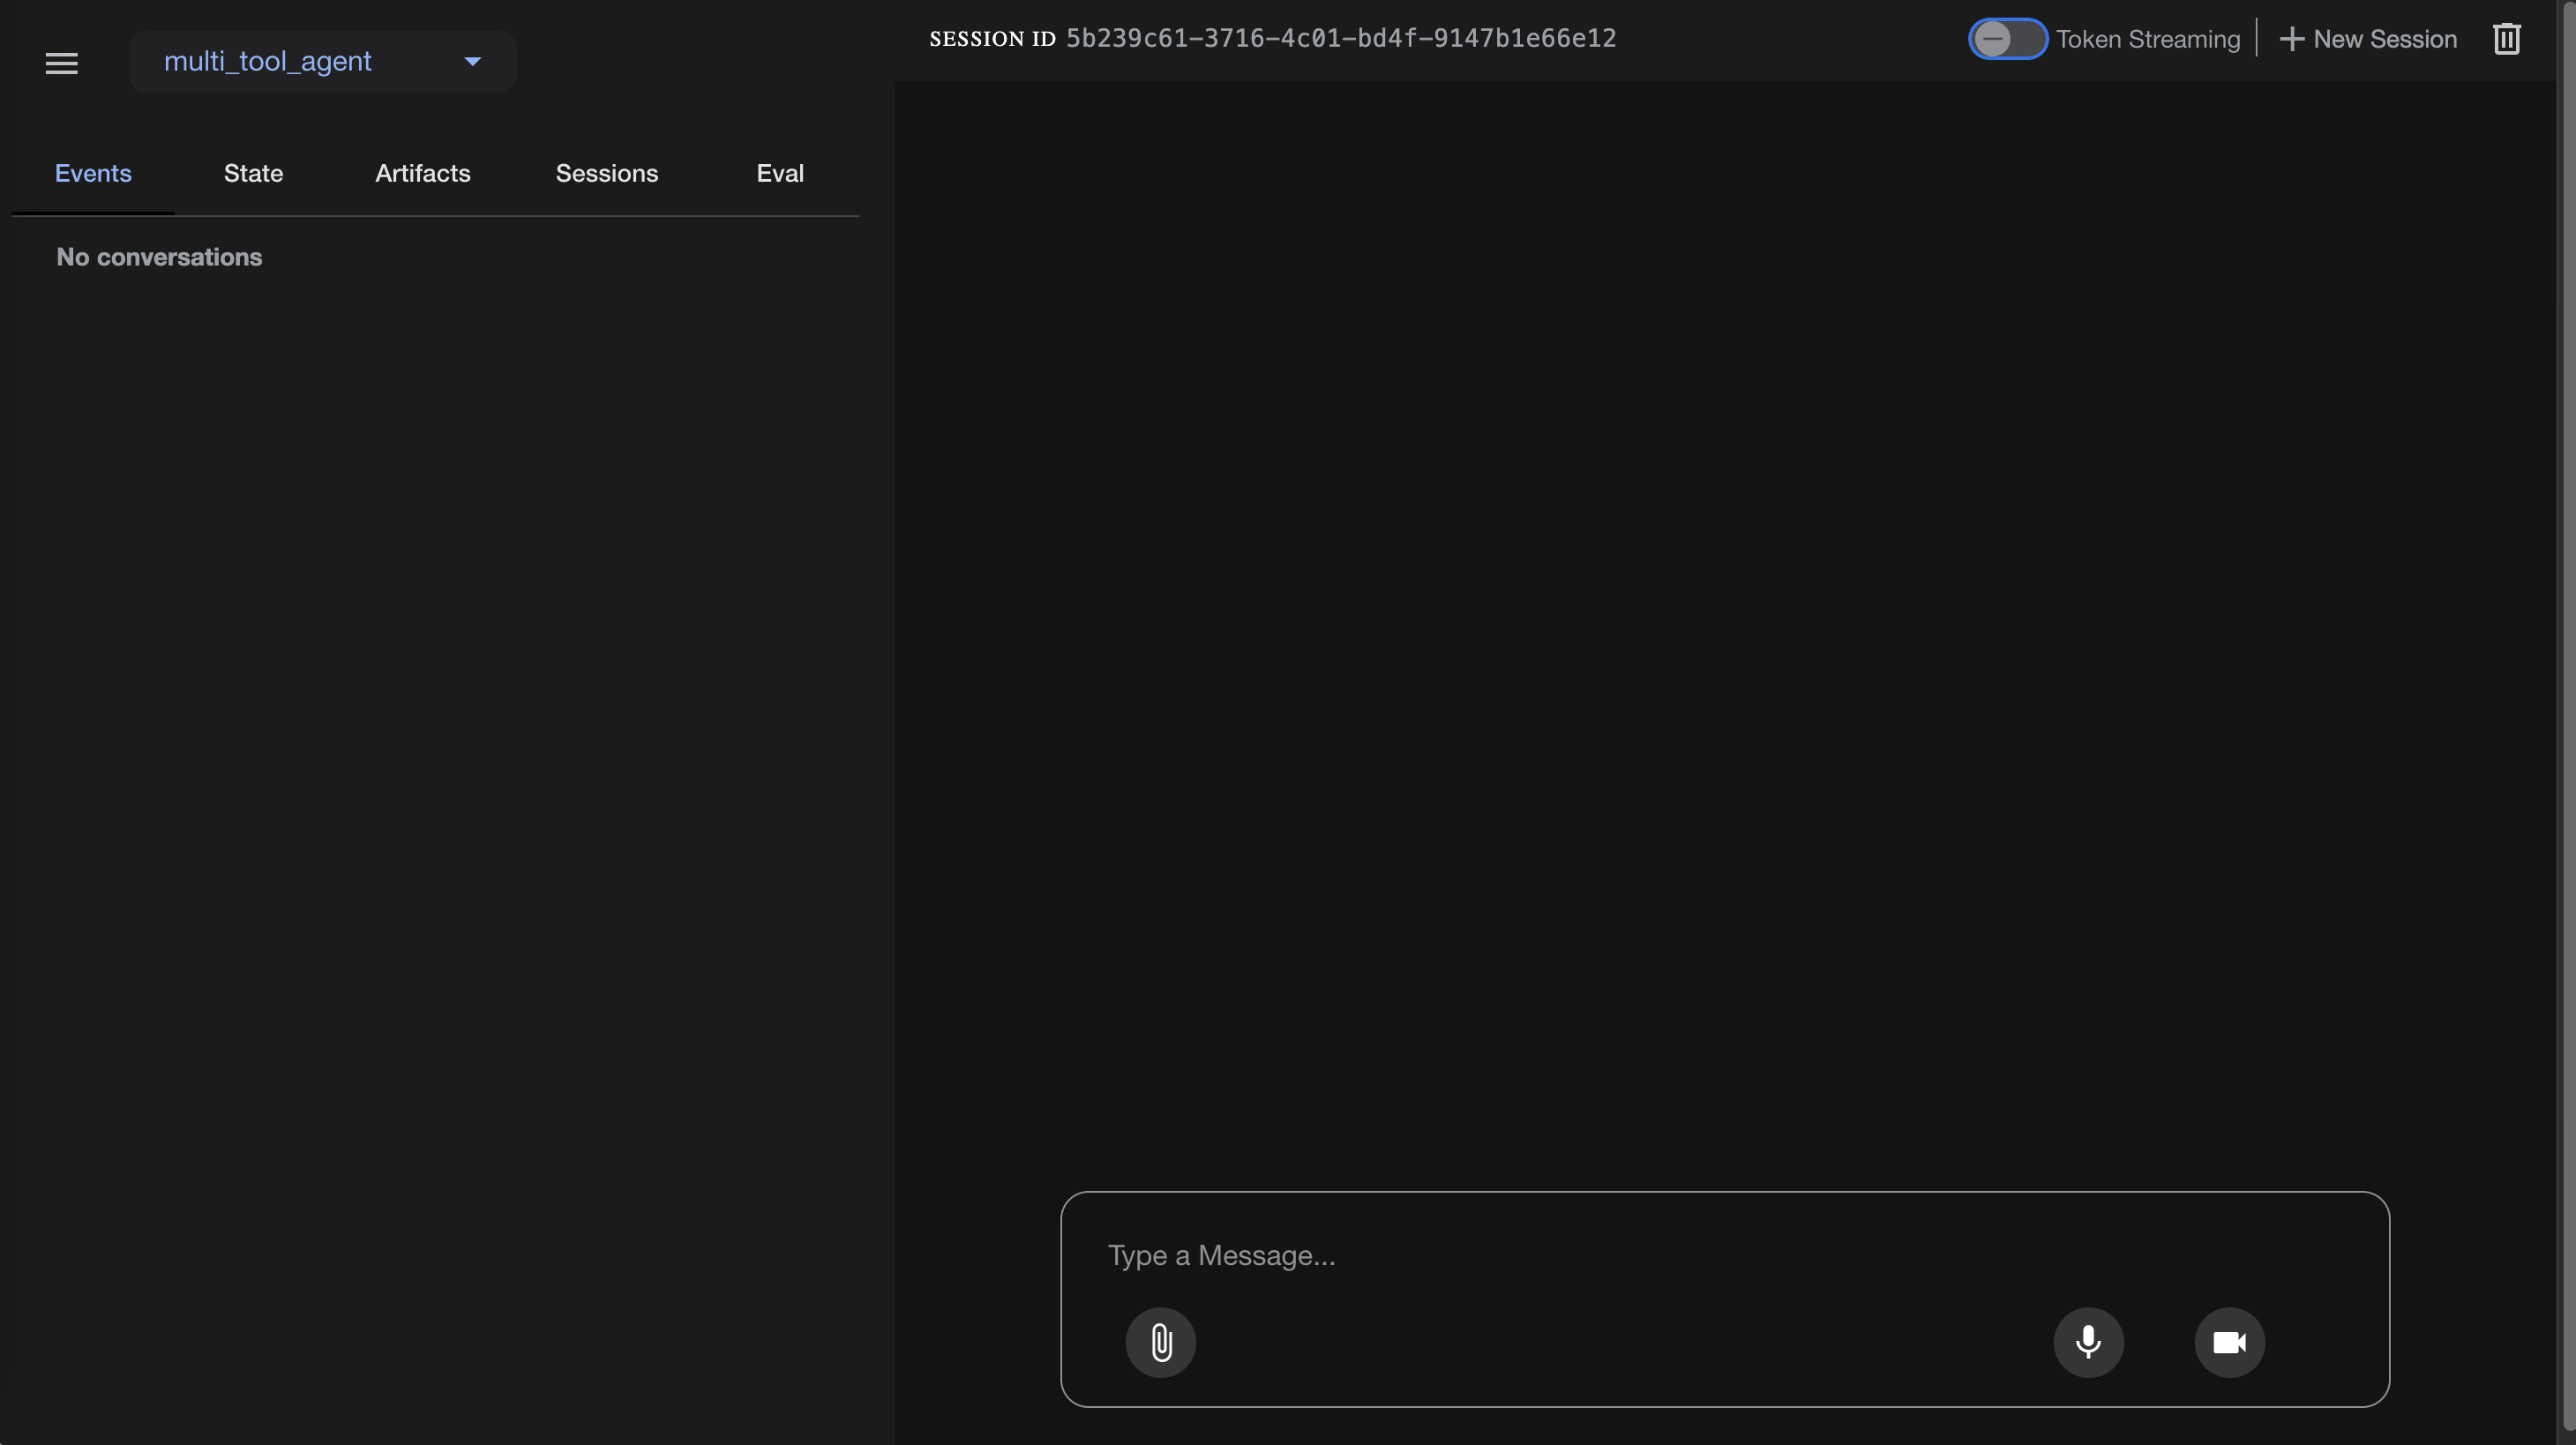 multi_tool_agent
SESSION ID 5b239c61-3716-4c01-bd4f-9147b1e66e12
Token Streaming
New Session
Events State Artifacts Sessions Eval
No conversations
Type a Message...